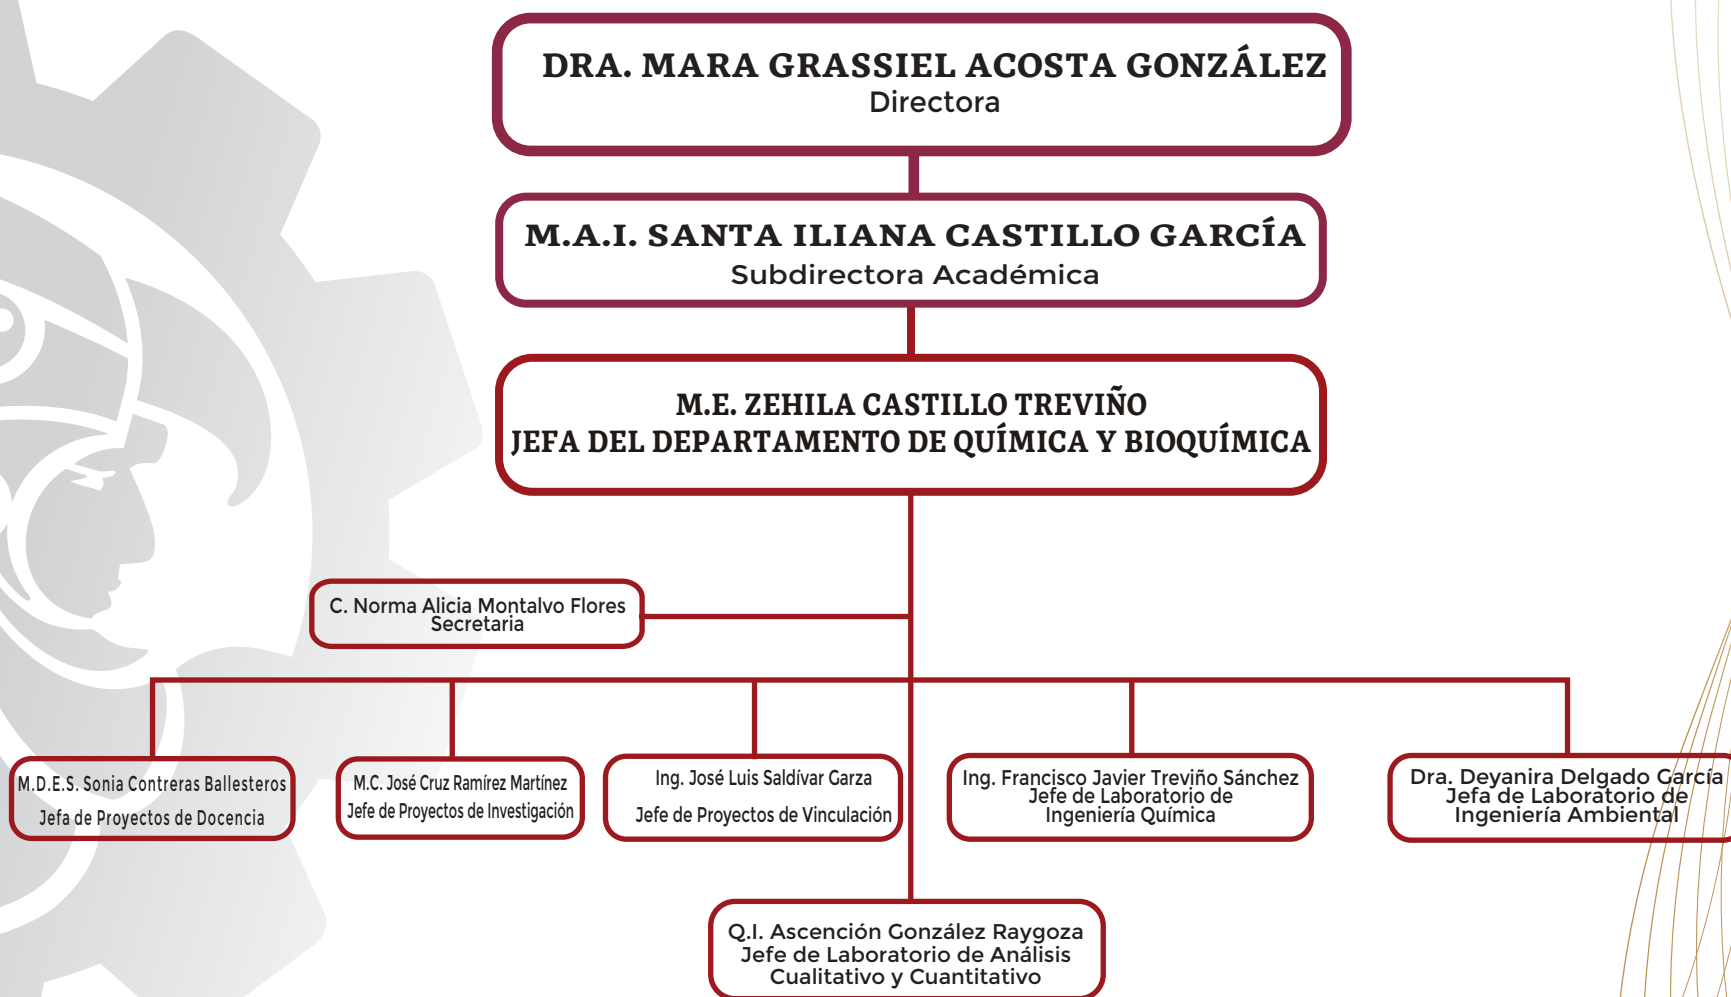 DRA. MARA GRASSIEL ACOSTA GONZÁLEZ
Directora
M.A.I. SANTA ILIANA CASTILLO GARCÍA
Subdirectora Académica
M.E. ZEHILA CASTILLO TREVIÑO
JEFA DEL DEPARTAMENTO DE QUÍMICA Y BIOQUÍMICA
C. Norma Alicia Montalvo Flores
Secretaria
M.D.E.S. Sonia Contreras Ballesteros
Jefa de Proyectos de Docencia
M.C. José Cruz Ramírez Martínez
Jefe de Proyectos de Investigación
Ing. José Luis Saldívar Garza
Jefe de Proyectos de Vinculación
Ing. Francisco Javier Treviño Sánchez
Jefe de Laboratorio de
Ingeniería Química
Dra. Deyanira Delgado García
Jefa de Laboratorio de
Ingeniería Ambiental
Q.I. Ascención González Raygoza
Jefe de Laboratorio de Análisis
Cualitativo y Cuantitativo